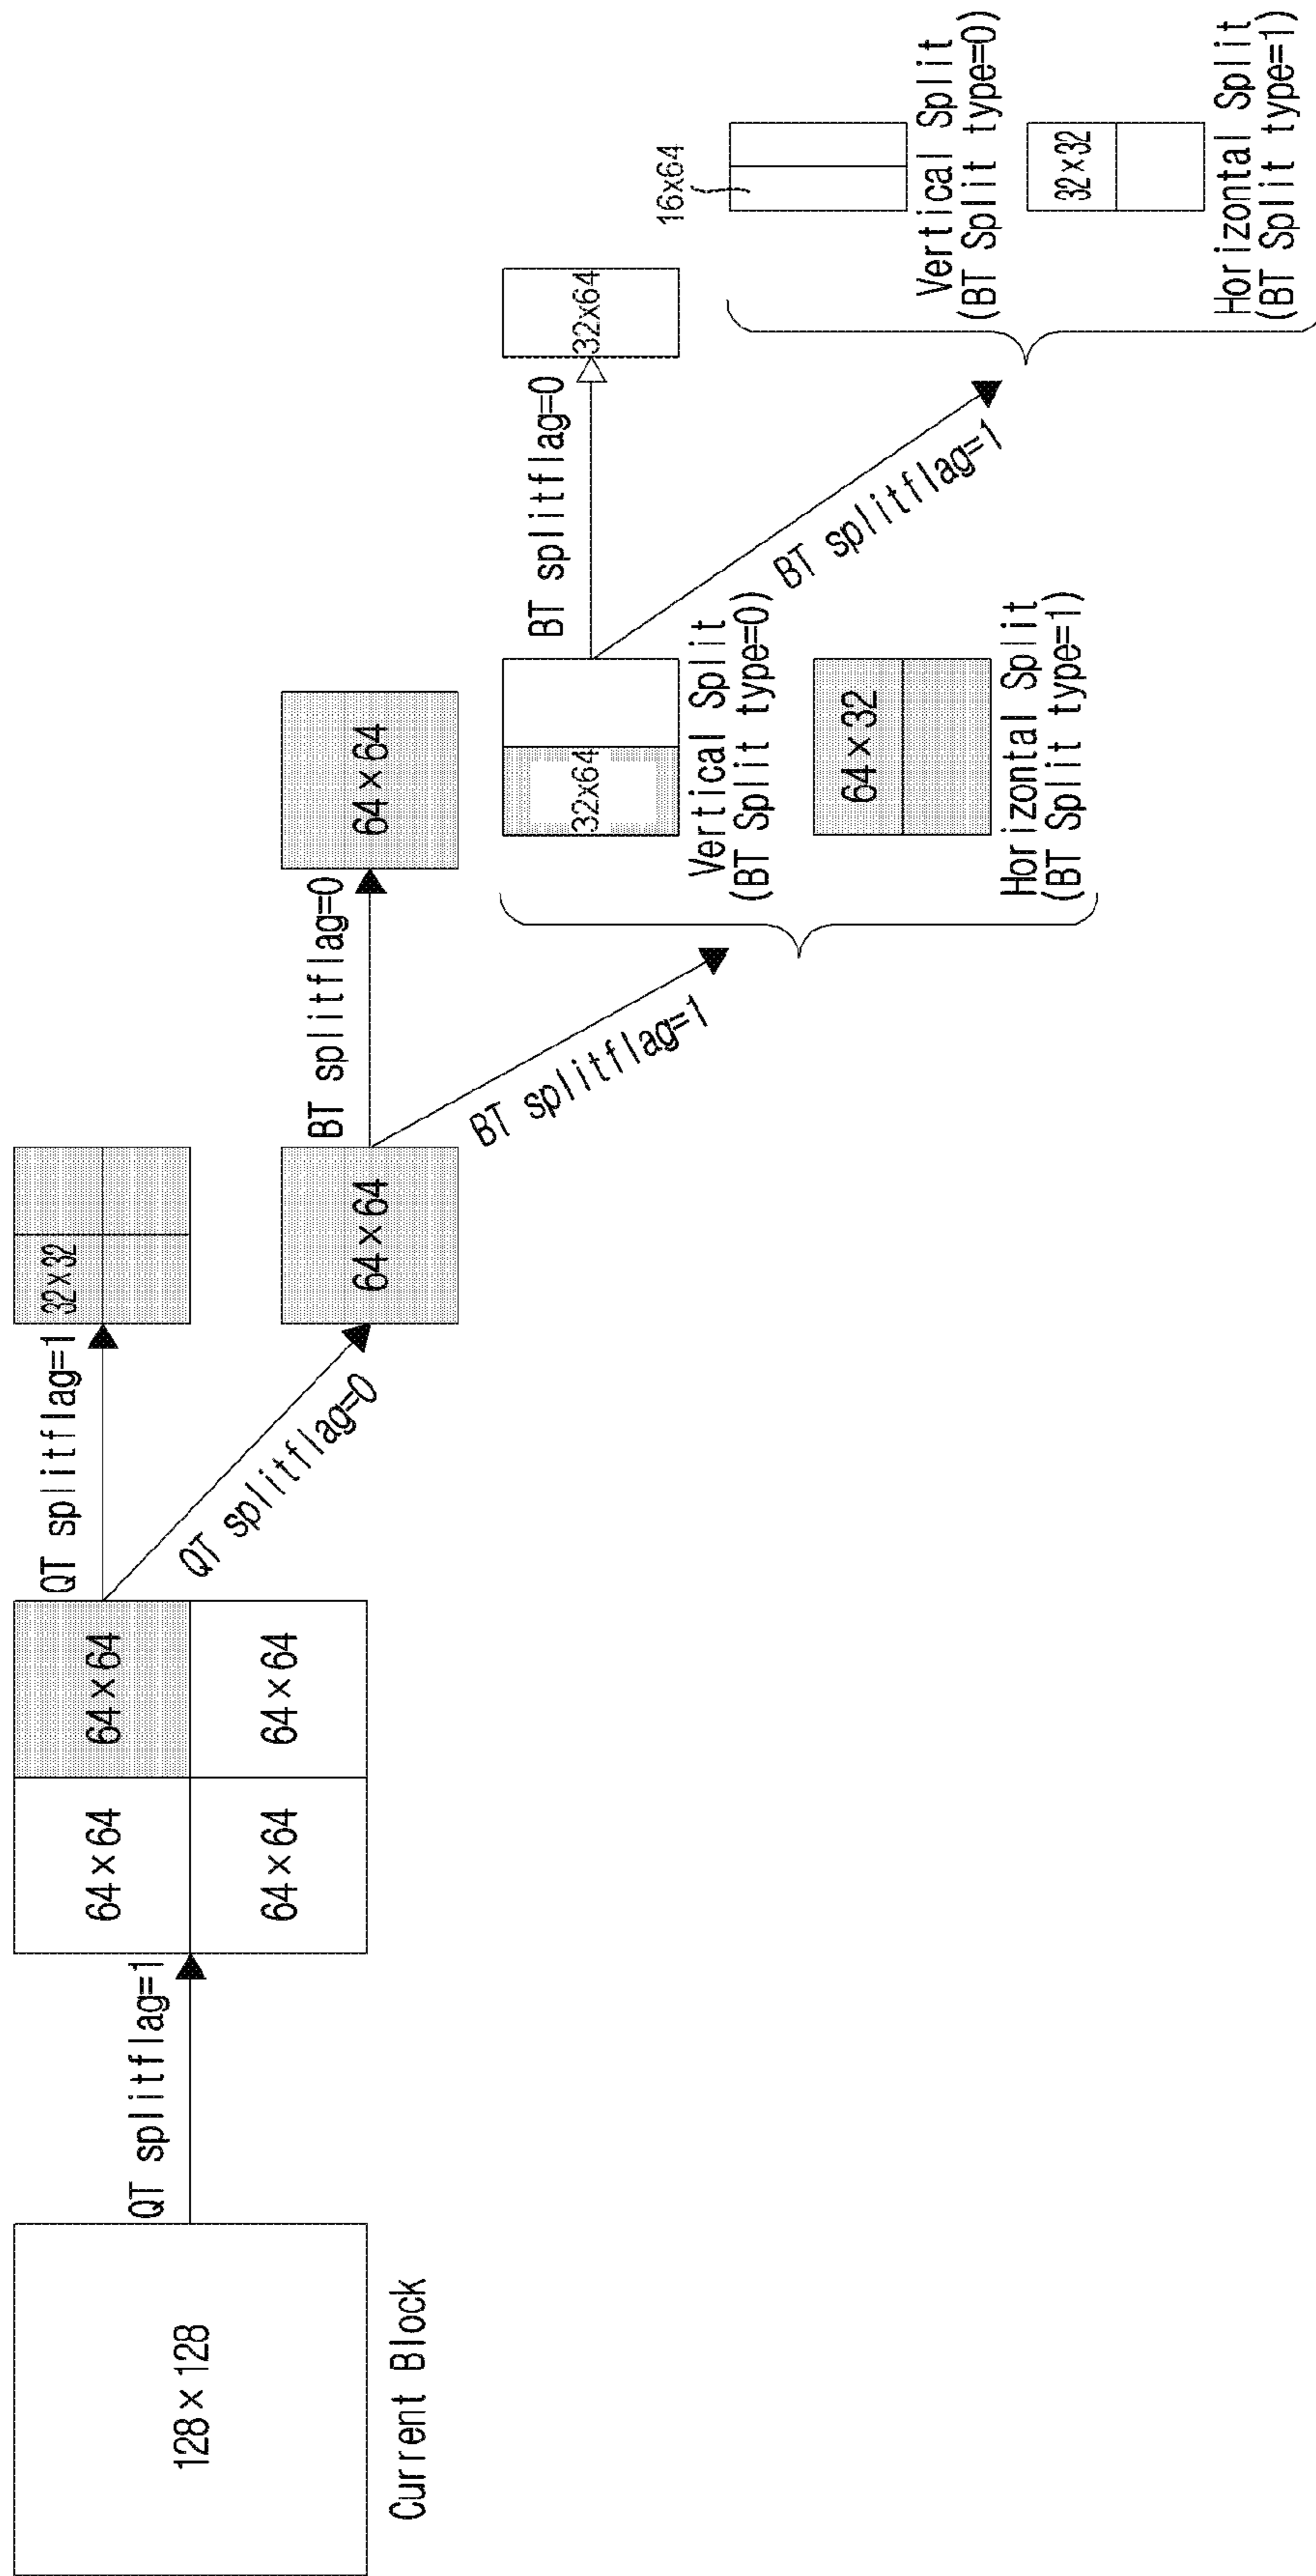 128×128
Current Block
QT splitflag=1
64×64
64×64
64×64
64×64
QT splitflag=1
32×32
QT splitflag=0
64×64
BT splitflag=0
64×64
BT splitflag=1
32x64
Vertical Split
(BT Split type=0)
64×32
Horizontal Split
(BT Split type=1)
BT splitflag=0
32x64
BT splitflag=1
16x64
Vertical Split
(BT Split type=0)
32×32
Horizontal Split
(BT Split type=1)